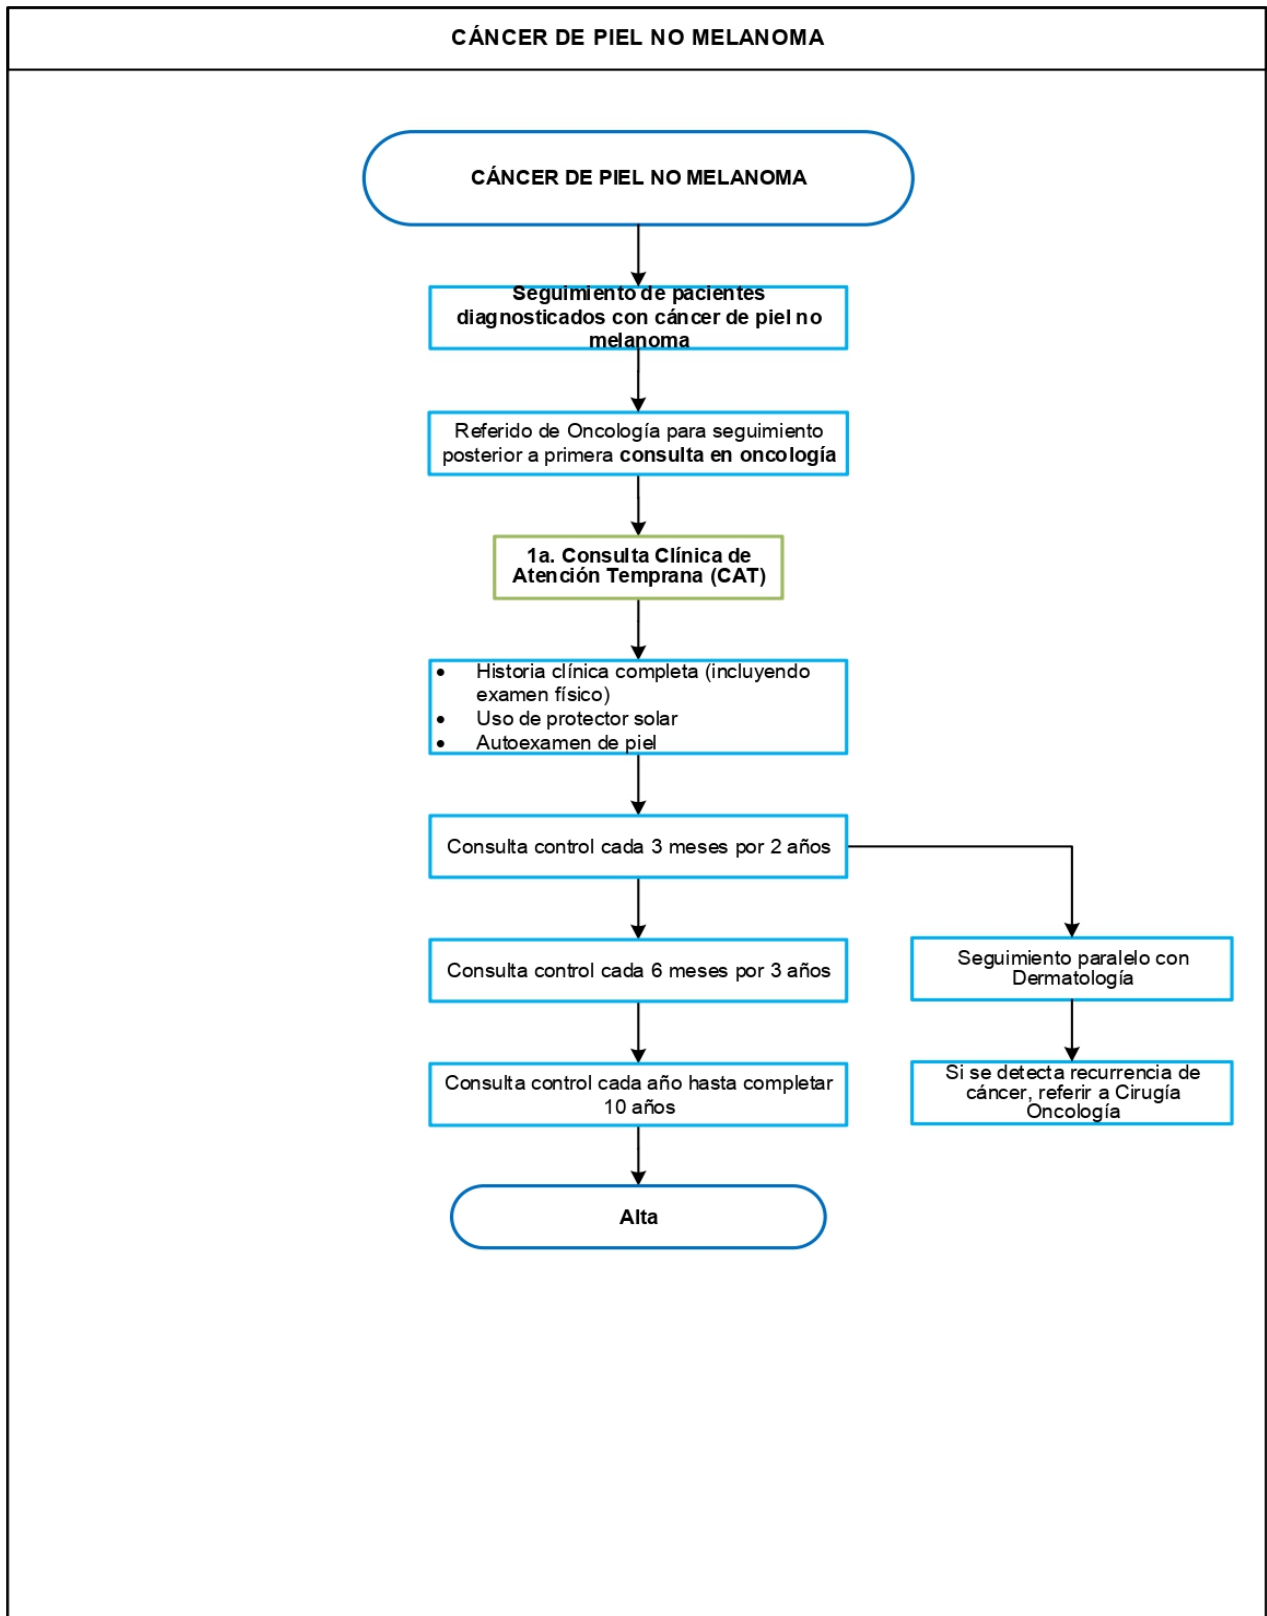 CÁNCER DE PIEL NO MELANOMA
CÁNCER DE PIEL NO MELANOMA
Seguimiento de pacientes
diagnosticados con cáncer de piel no
melanoma
Referido de Oncología para seguimiento
posterior a primera consulta en oncología
1a. Consulta Clínica de
Atención Temprana (CAT)
• Historia clínica completa (incluyendo
examen físico)
• Uso de protector solar
• Autoexamen de piel
Consulta control cada 3 meses por 2 años
Consulta control cada 6 meses por 3 años
Seguimiento paralelo con
Dermatología
Consulta control cada año hasta completar
10 años
Si se detecta recurrencia de
cáncer, referir a Cirugía
Oncología
Alta